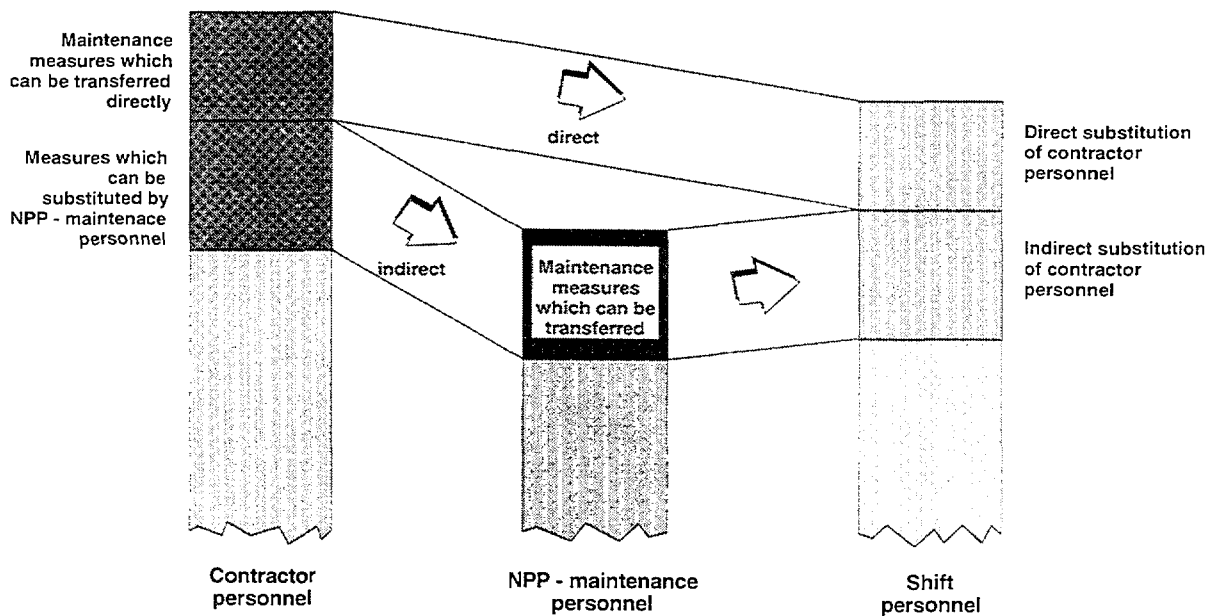 Maintenance
measures which
can be transferred
directly
Measures which
can be
substituted by
NPP - maintenace
personnel
direct
indirect
Maintenance
measures
which can be
transferred
Direct substitution
of contractor
personnel
Indirect substitution
of contractor
personnel
Contractor
personnel
NPP - maintenance
personnel
Shift
personnel